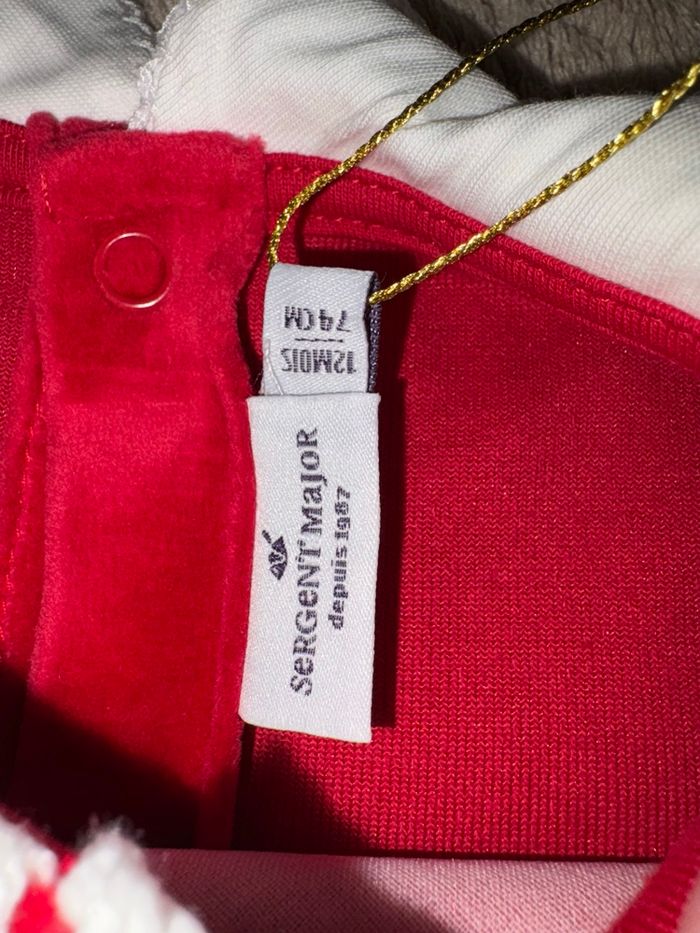 12MOIS
74CM
SeRGeNT MajoR
depuis 1987